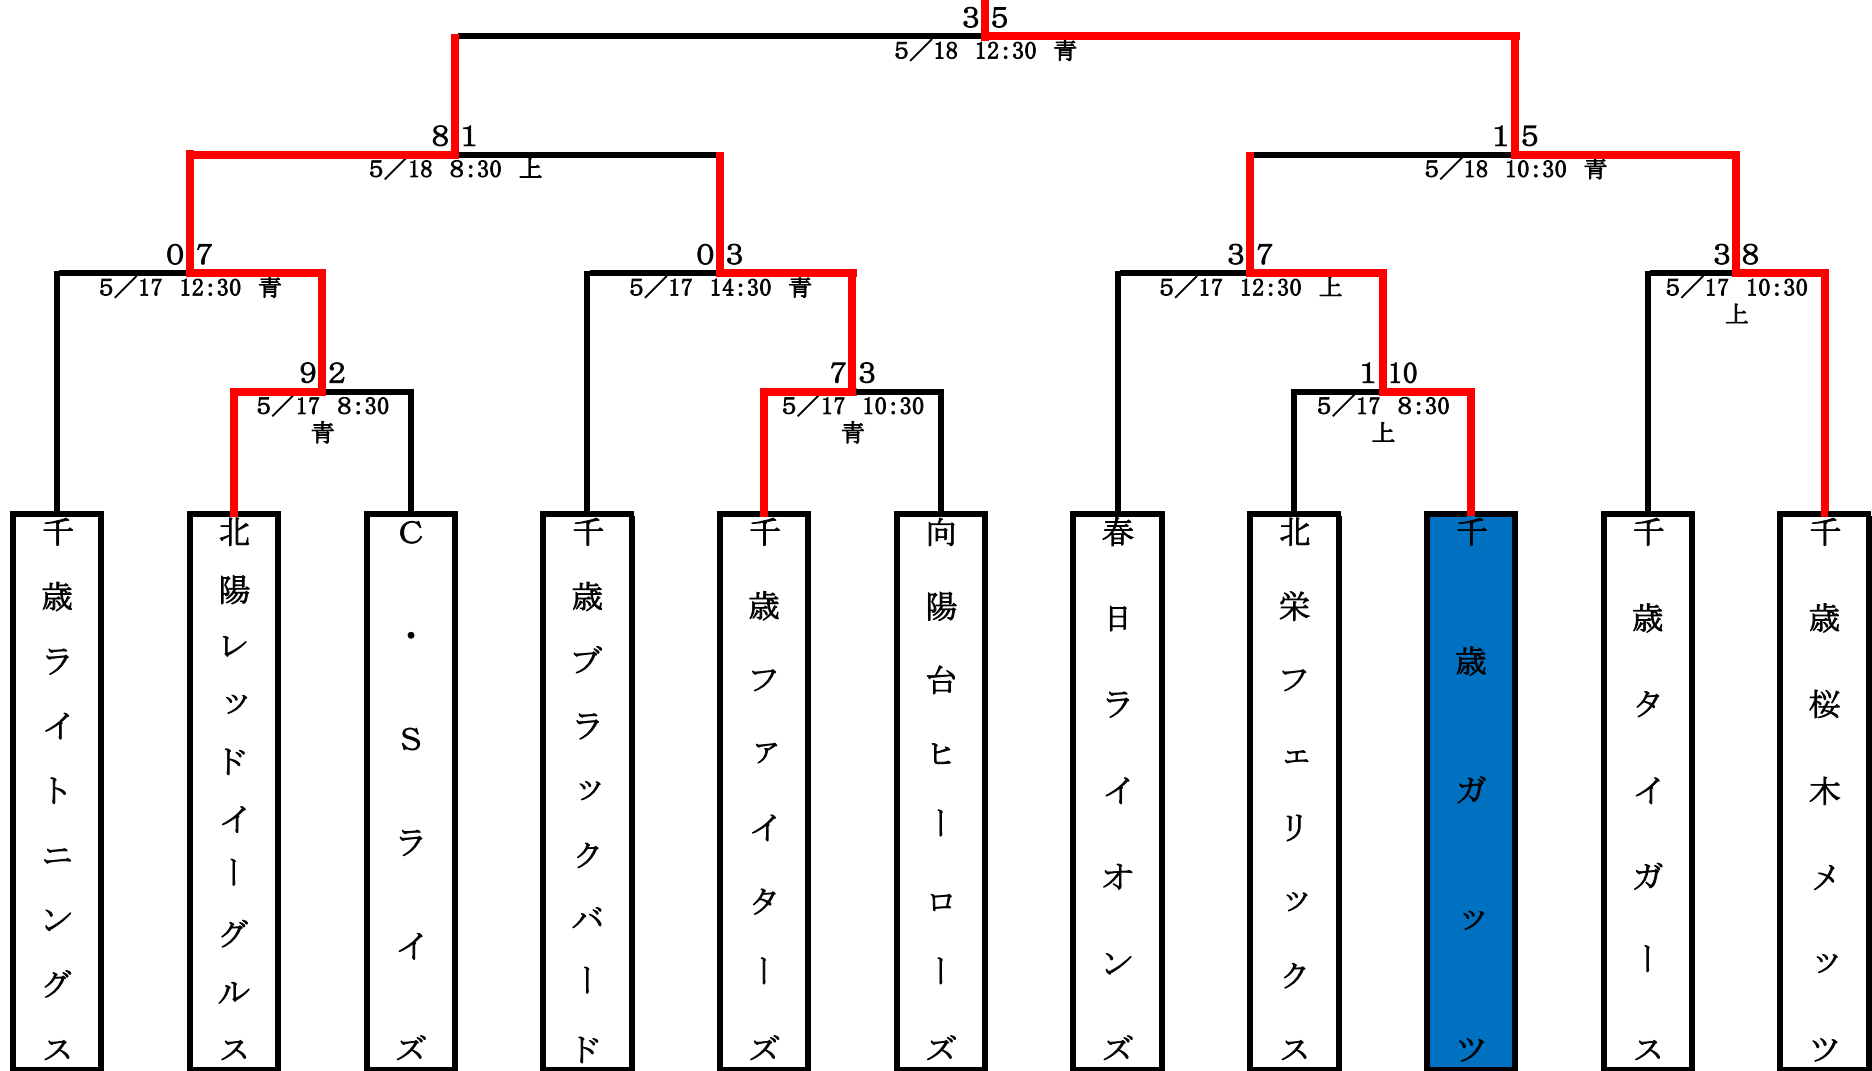 3 5
5／18 12:30 青
8 1
5／18 8:30 上
1 5
5／18 10:30 青
0 7
5／17 12:30 青
0 3
5／17 14:30 青
3 7
5／17 12:30 上
3 8
5／17 10:30
上
9 2
5／17 8:30
青
7 3
5／17 10:30
青
1 10
5／17 8:30
上
千歳ライトニングス
北陽レッドイーグルス
C・Sライズ
千歳ブラックバード
千歳ファイターズ
向陽台ヒーローズ
春日ライオンズ
北栄フェリックス
千歳ガッツ
千歳タイガース
千歳桜木メッツ